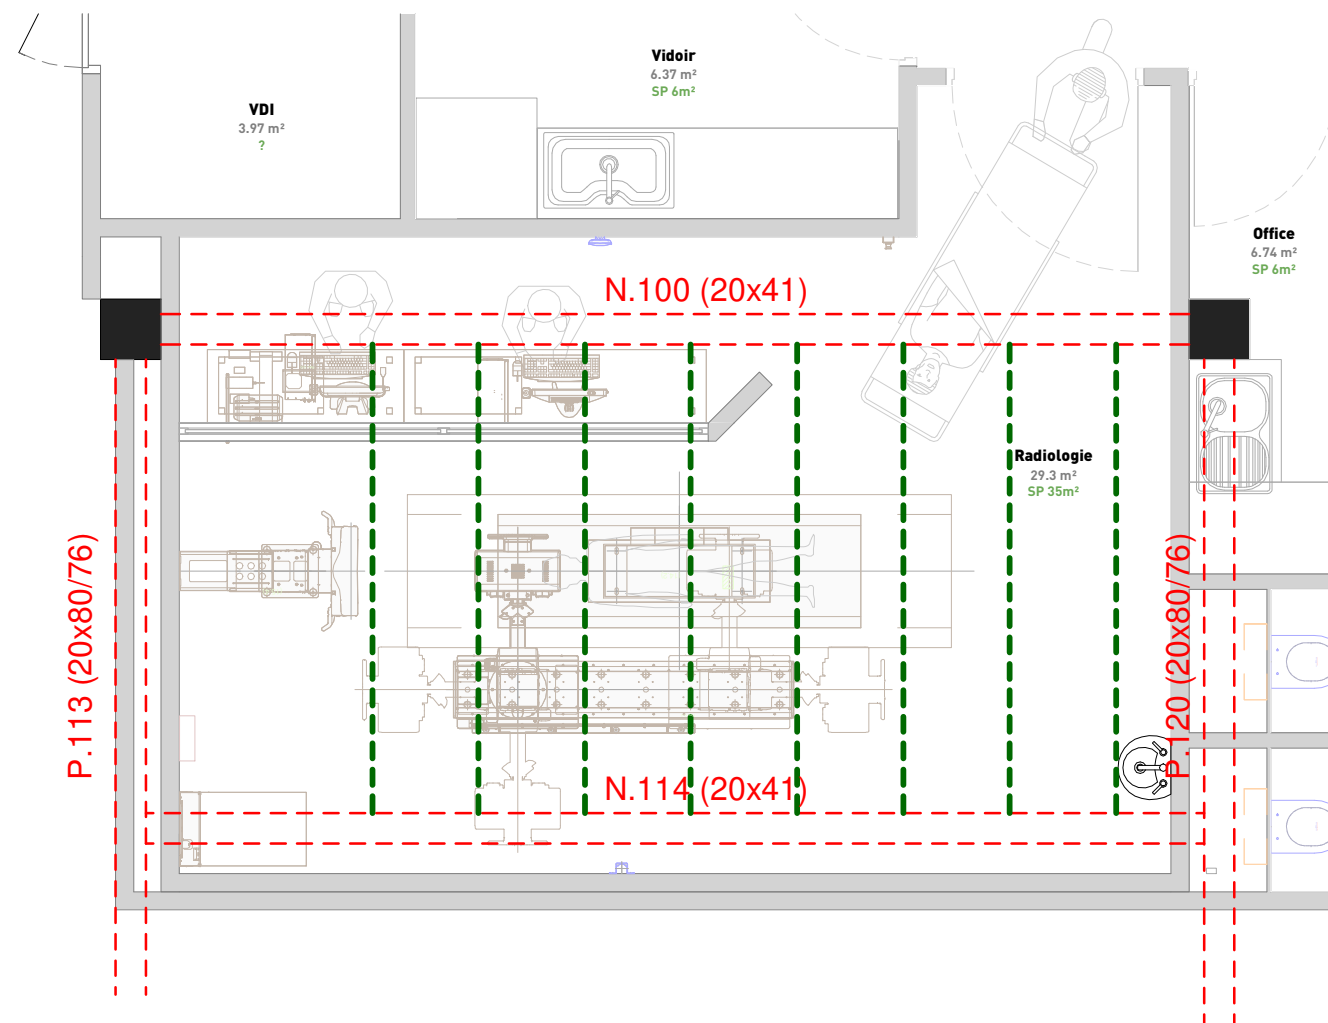 Vidoir
6.37 m²
SP 6m²
VDI
3.97 m²
?
Office
6.74 m²
SP 6m²
N.100 (20x41)
Radiologie
29.3 m²
SP 35m²
P.113 (20x80/76)
P.120 (20x80/76)
N.114 (20x41)